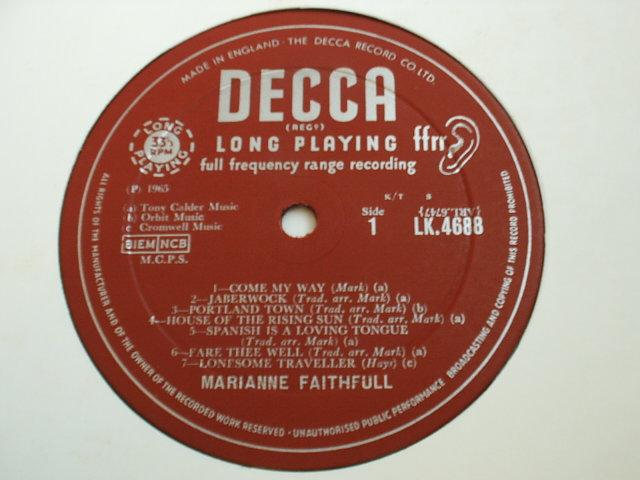 MADE IN ENGLAND · THE DECCA RECORD CO. LTD.
DECCA
(REGD)
LONG PLAYING ffrr
full frequency range recording
LONG
33⅓
RPM
PLAYING
(P) 1965
(a) Tony Calder Music
(b) Orbit Music
(c) Cromwell Music
BIEM/NCB
M.C.P.S.
K/T S
(ARL.6747)
Side
1 LK.4688
1—COME MY WAY (Mark) (a)
2—JABERWOCK (Trad. arr. Mark) (a)
3—PORTLAND TOWN (Trad. arr. Mark) (b)
4—HOUSE OF THE RISING SUN (Trad. arr. Mark) (a)
5—SPANISH IS A LOVING TONGUE
(Trad. arr. Mark) (a)
6—FARE THEE WELL (Trad. arr. Mark) (a)
7—LONESOME TRAVELLER (Hays) (c)
MARIANNE FAITHFULL
ALL RIGHTS OF THE MANUFACTURER AND OF THE OWNER OF THE RECORDED WORK RESERVED · UNAUTHORISED PUBLIC PERFORMANCE BROADCASTING AND COPYING OF THIS RECORD PROHIBITED